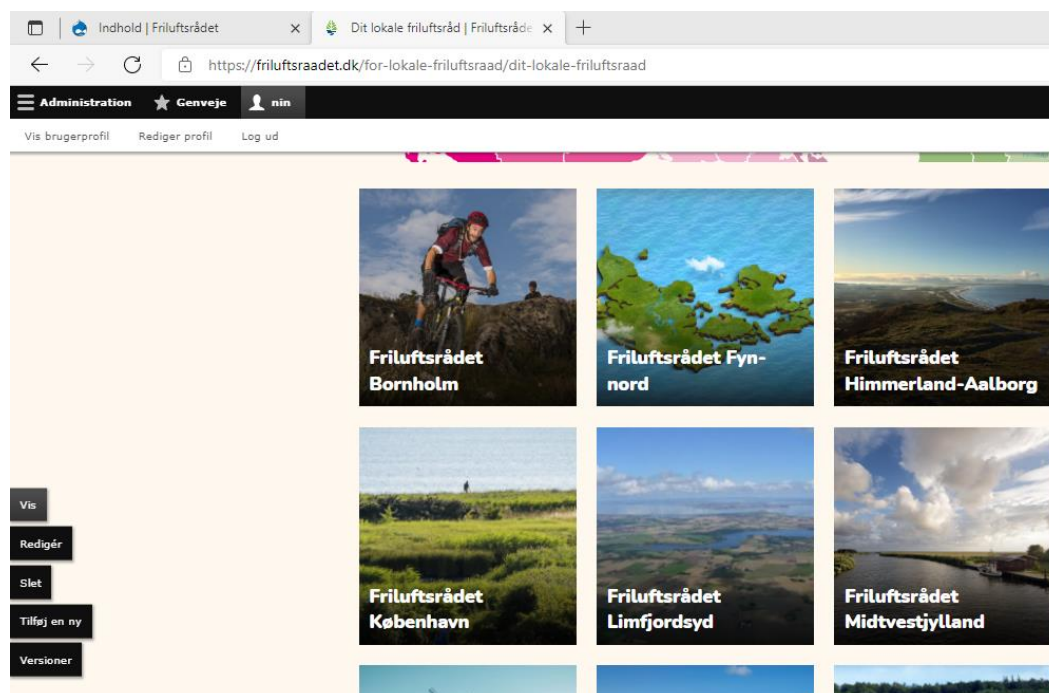 Indhold | Friluftsrådet
Dit lokale friluftsråd | Friluftsråde
https://friluftsraadet.dk/for-lokale-friluftsraad/dit-lokale-friluftsraad
Administration Genveje nin
Vis brugerprofil Rediger profil Log ud
Friluftsrådet
Bornholm
Friluftsrådet Fyn-
nord
Friluftsrådet
Himmerland-Aalborg
Vis
Redigér
Slet
Tilføj en ny
Versioner
Friluftsrådet
København
Friluftsrådet
Limfjordsyd
Friluftsrådet
Midtvestjylland